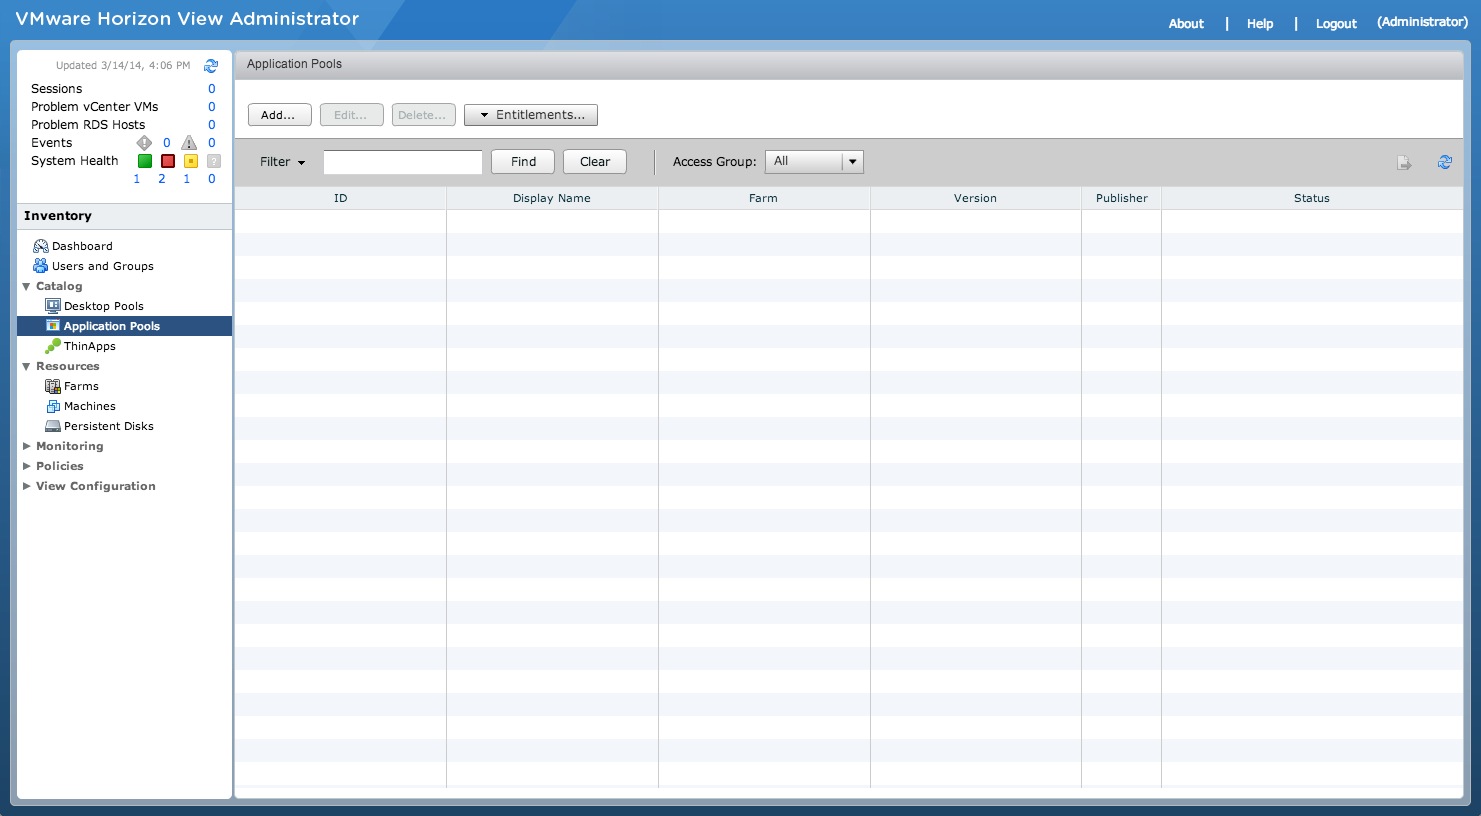 VMware Horizon View Administrator
About | Help | Logout (Administrator)
Updated 3/14/14, 4:06 PM
Sessions 0
Problem vCenter VMs 0
Problem RDS Hosts 0
Events ! 0 ! 0
System Health ?
1 2 1 0
Inventory
Dashboard
Users and Groups
Catalog
Desktop Pools
Application Pools
ThinApps
Resources
Farms
Machines
Persistent Disks
Monitoring
Policies
View Configuration
Application Pools
Add... Edit... Delete... Entitlements...
Filter Find Clear Access Group: All
ID Display Name Farm Version Publisher Status